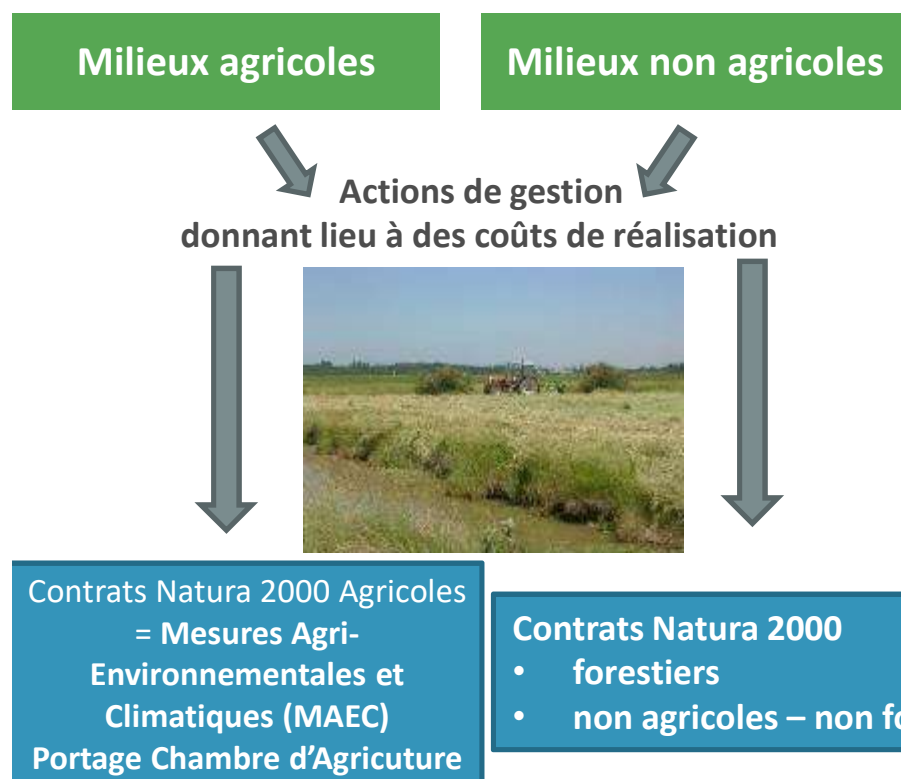 Milieux agricoles
Milieux non agricoles
Actions de gestion
donnant lieu à des coûts de réalisation
Contrats Natura 2000 Agricoles
= Mesures Agri-
Environnementales et
Climatiques (MAEC)
Portage Chambre d’Agricuture
Contrats Natura 2000
• forestiers
• non agricoles – non